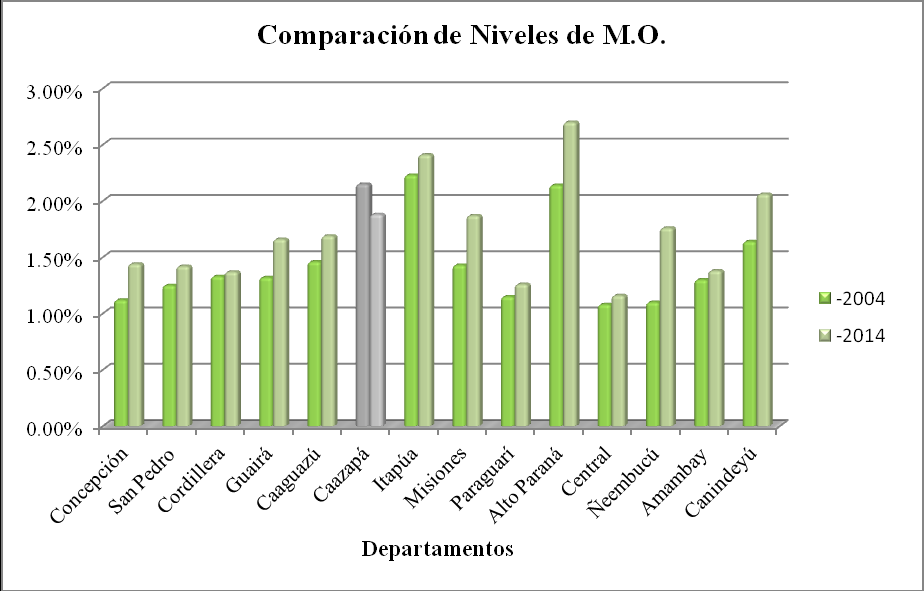 Comparación de Niveles de M.O.
3.00%
2.50%
2.00%
1.50%
1.00%
0.50%
0.00%
Concepción
San Pedro
Cordillera
Guairá
Caaguazú
Caazapá
Itapúa
Misiones
Paraguarí
Alto Paraná
Central
Ñeembucú
Amambay
Canindeyú
-2004
-2014
Departamentos